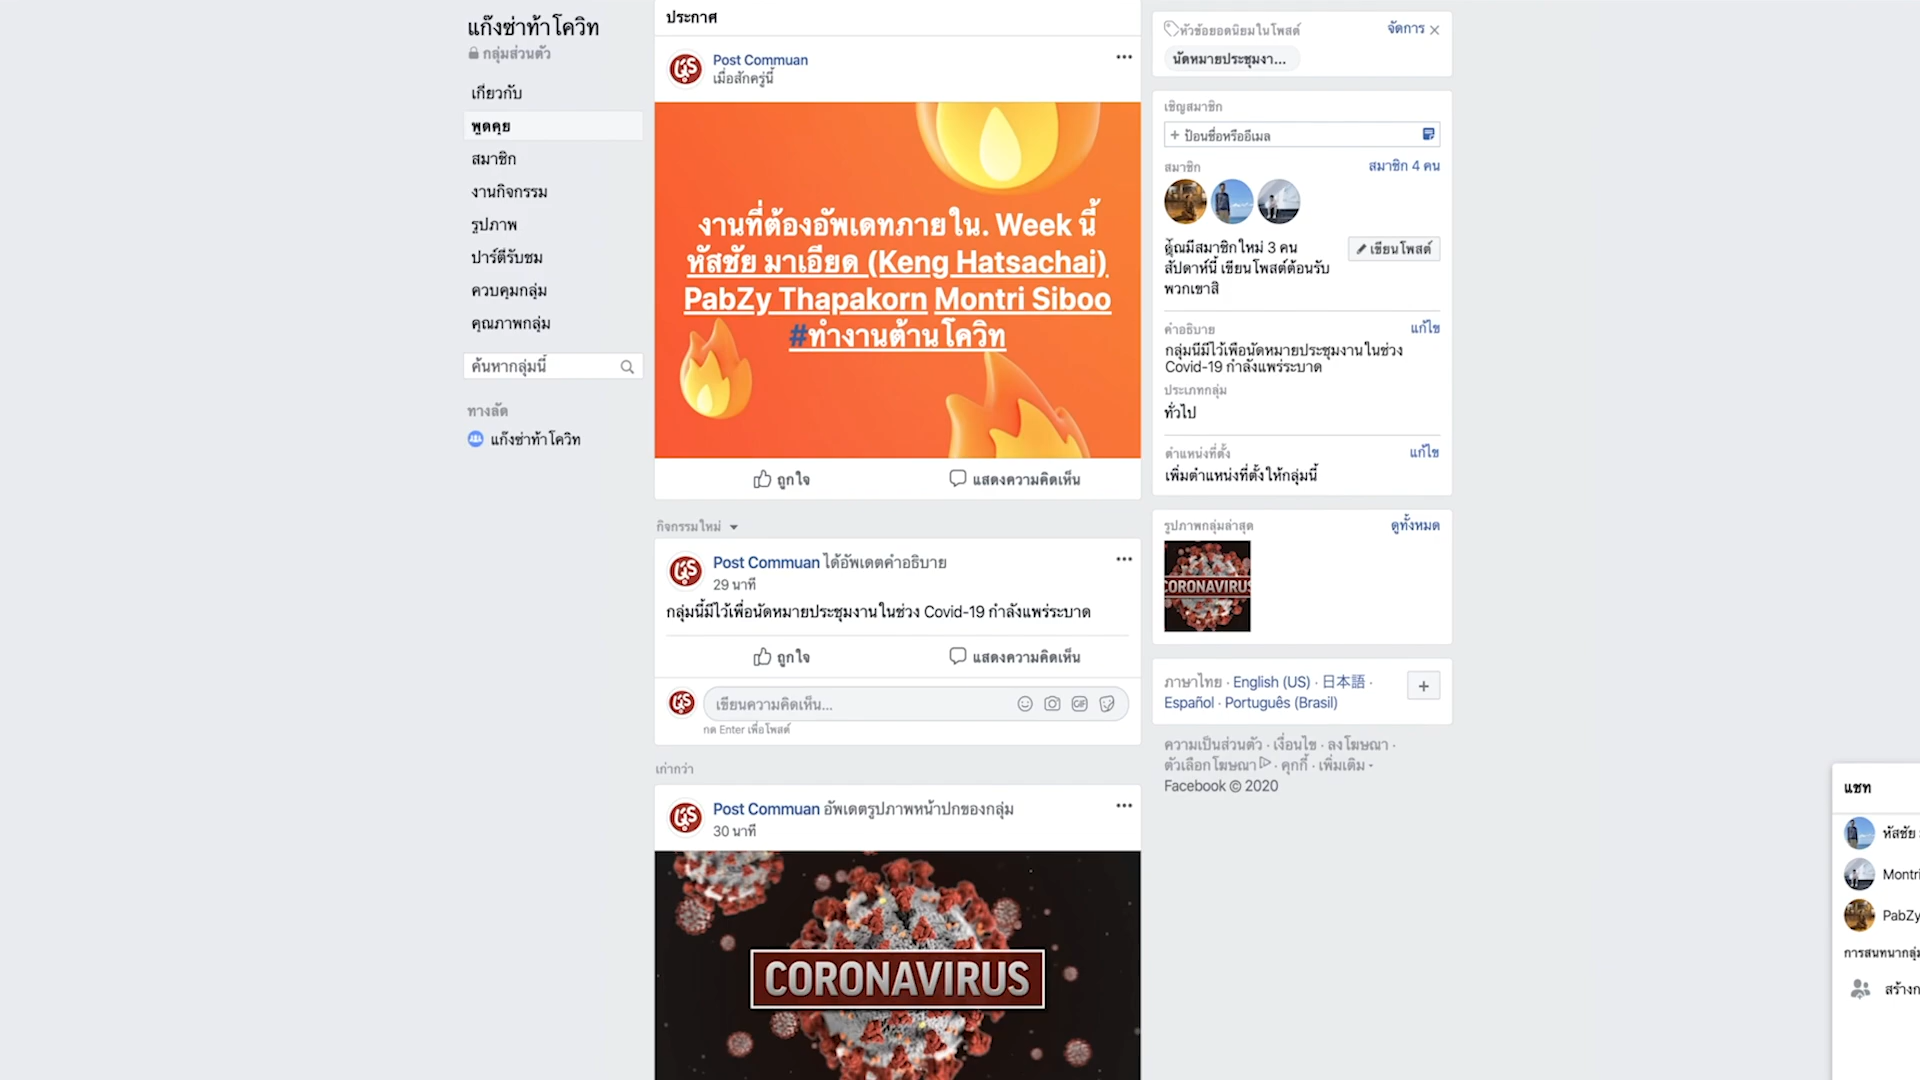 แก๊งซ่าท้าโควิท
กลุ่มส่วนตัว
เกี่ยวกับ
พูดคุย
สมาชิก
งานกิจกรรม
รูปภาพ
ปาร์ตี้รับชม
ควบคุมกลุ่ม
คุณภาพกลุ่ม
ค้นหากลุ่มนี้
ทางลัด
แก๊งซ่าท้าโควิท
ประกาศ
Post Commuan
เมื่อสักครู่นี้
งานที่ต้องอัพเดทภายใน. Week นี้
หัสชัย มาเอียด (Keng Hatsachai)
PabZy Thapakorn Montri Siboo
#ทำงานต้านโควิท
ถูกใจ
แสดงความคิดเห็น
กิจกรรมใหม่
Post Commuan ได้อัพเดตคำอธิบาย
29 นาที
กลุ่มนี้มีไว้เพื่อนัดหมายประชุมงานในช่วง Covid-19 กำลังแพร่ระบาด
ถูกใจ
แสดงความคิดเห็น
เขียนความคิดเห็น...
GIF
กด Enter เพื่อโพสต์
เก่ากว่า
Post Commuan อัพเดตรูปภาพหน้าปกของกลุ่ม
30 นาที
CORONAVIRUS
หัวข้อยอดนิยมในโพสต์
จัดการ
นัดหมายประชุมงา...
เชิญสมาชิก
+ ป้อนชื่อหรืออีเมล
สมาชิก
สมาชิก 4 คน
คุณมีสมาชิกใหม่ 3 คน
สัปดาห์นี้ เขียนโพสต์ต้อนรับ
พวกเขาสิ
เขียนโพสต์
คำอธิบาย
แก้ไข
กลุ่มนี้มีไว้เพื่อนัดหมายประชุมงานในช่วง
Covid-19 กำลังแพร่ระบาด
ประเภทกลุ่ม
ทั่วไป
ตำแหน่งที่ตั้ง
แก้ไข
เพิ่มตำแหน่งที่ตั้งให้กลุ่มนี้
รูปภาพกลุ่มล่าสุด
ดูทั้งหมด
CORONAVIRUS
ภาษาไทย · English (US) · 日本語 ·
Español · Português (Brasil)
ความเป็นส่วนตัว · เงื่อนไข · ลงโฆษณา ·
ตัวเลือกโฆษณา · คุกกี้ · เพิ่มเติม
Facebook © 2020
แชท
หัสชัย
Montri
PabZy
การสนทนากลุ่ม
สร้างก